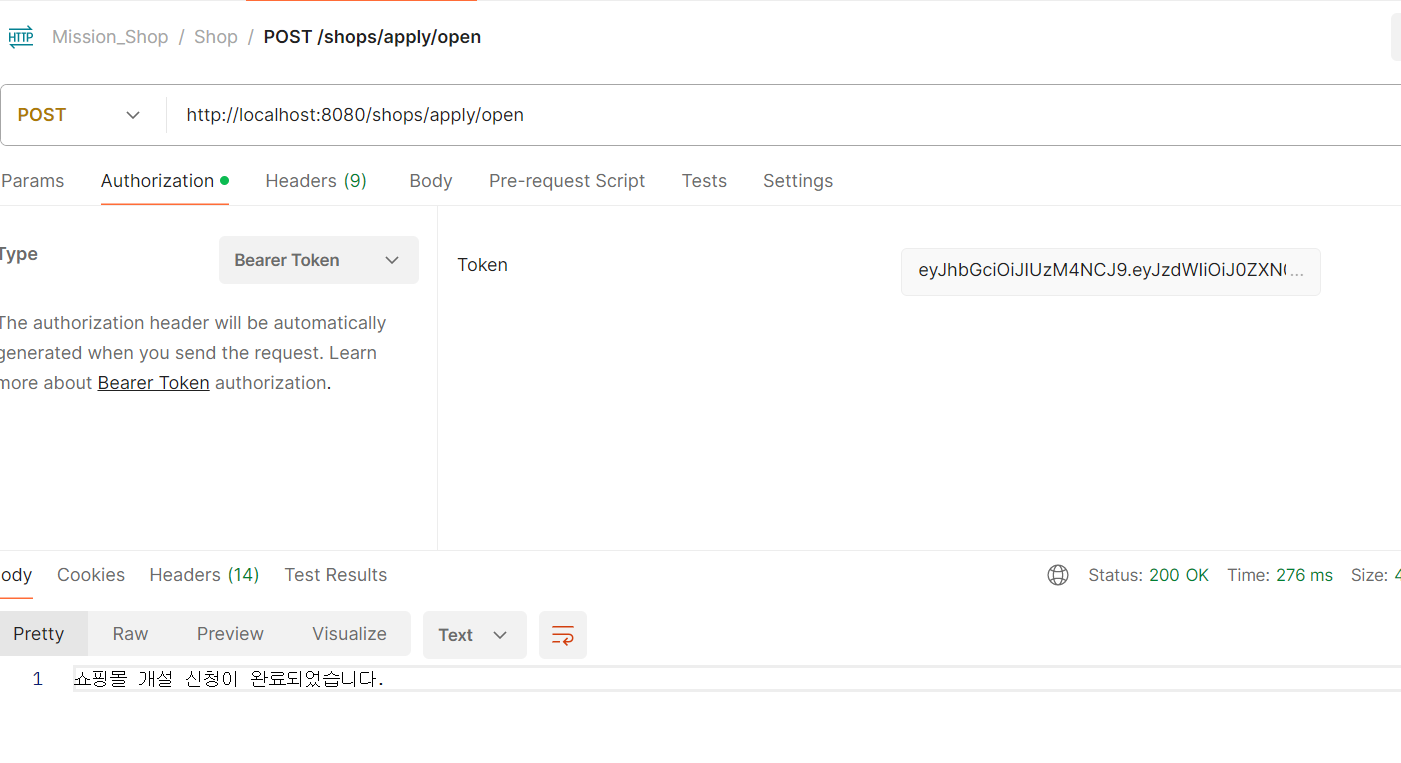 HTTP Mission_Shop / Shop / POST /shops/apply/open
POST http://localhost:8080/shops/apply/open
Params Authorization Headers (9) Body Pre-request Script Tests Settings
Type Bearer Token Token eyJhbGciOiJIUzM4NCJ9.eyJzdWIiOiJ0ZXN0...
The authorization header will be automatically
generated when you send the request. Learn
more about Bearer Token authorization.
ody Cookies Headers (14) Test Results Status: 200 OK Time: 276 ms Size: 4
Pretty Raw Preview Visualize Text
1 쇼핑몰 개설 신청이 완료되었습니다.